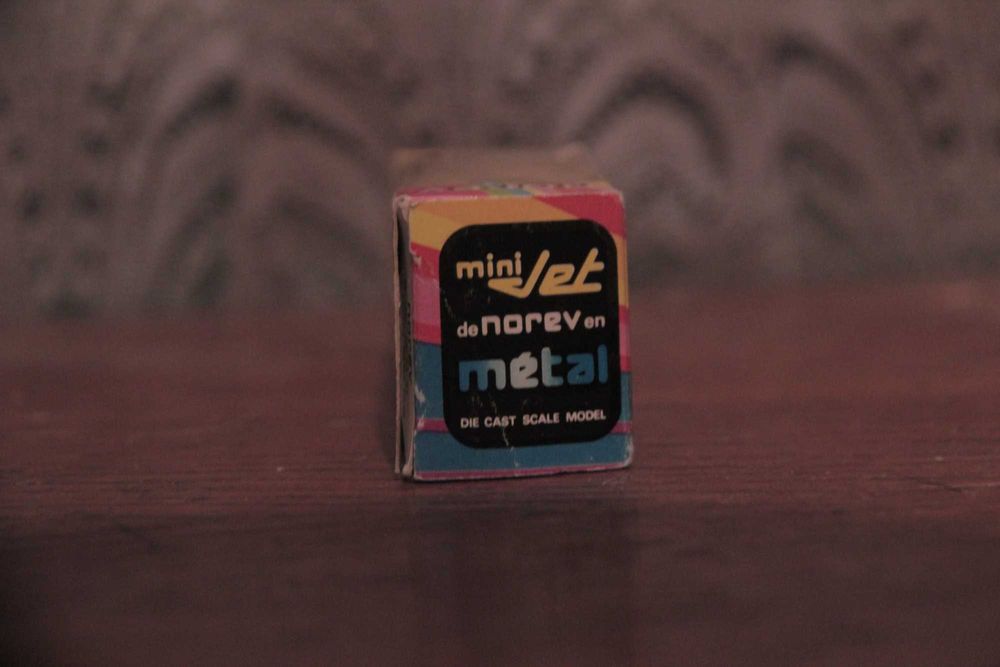 mini Jet
de norev en
métal
DIE CAST SCALE MODEL